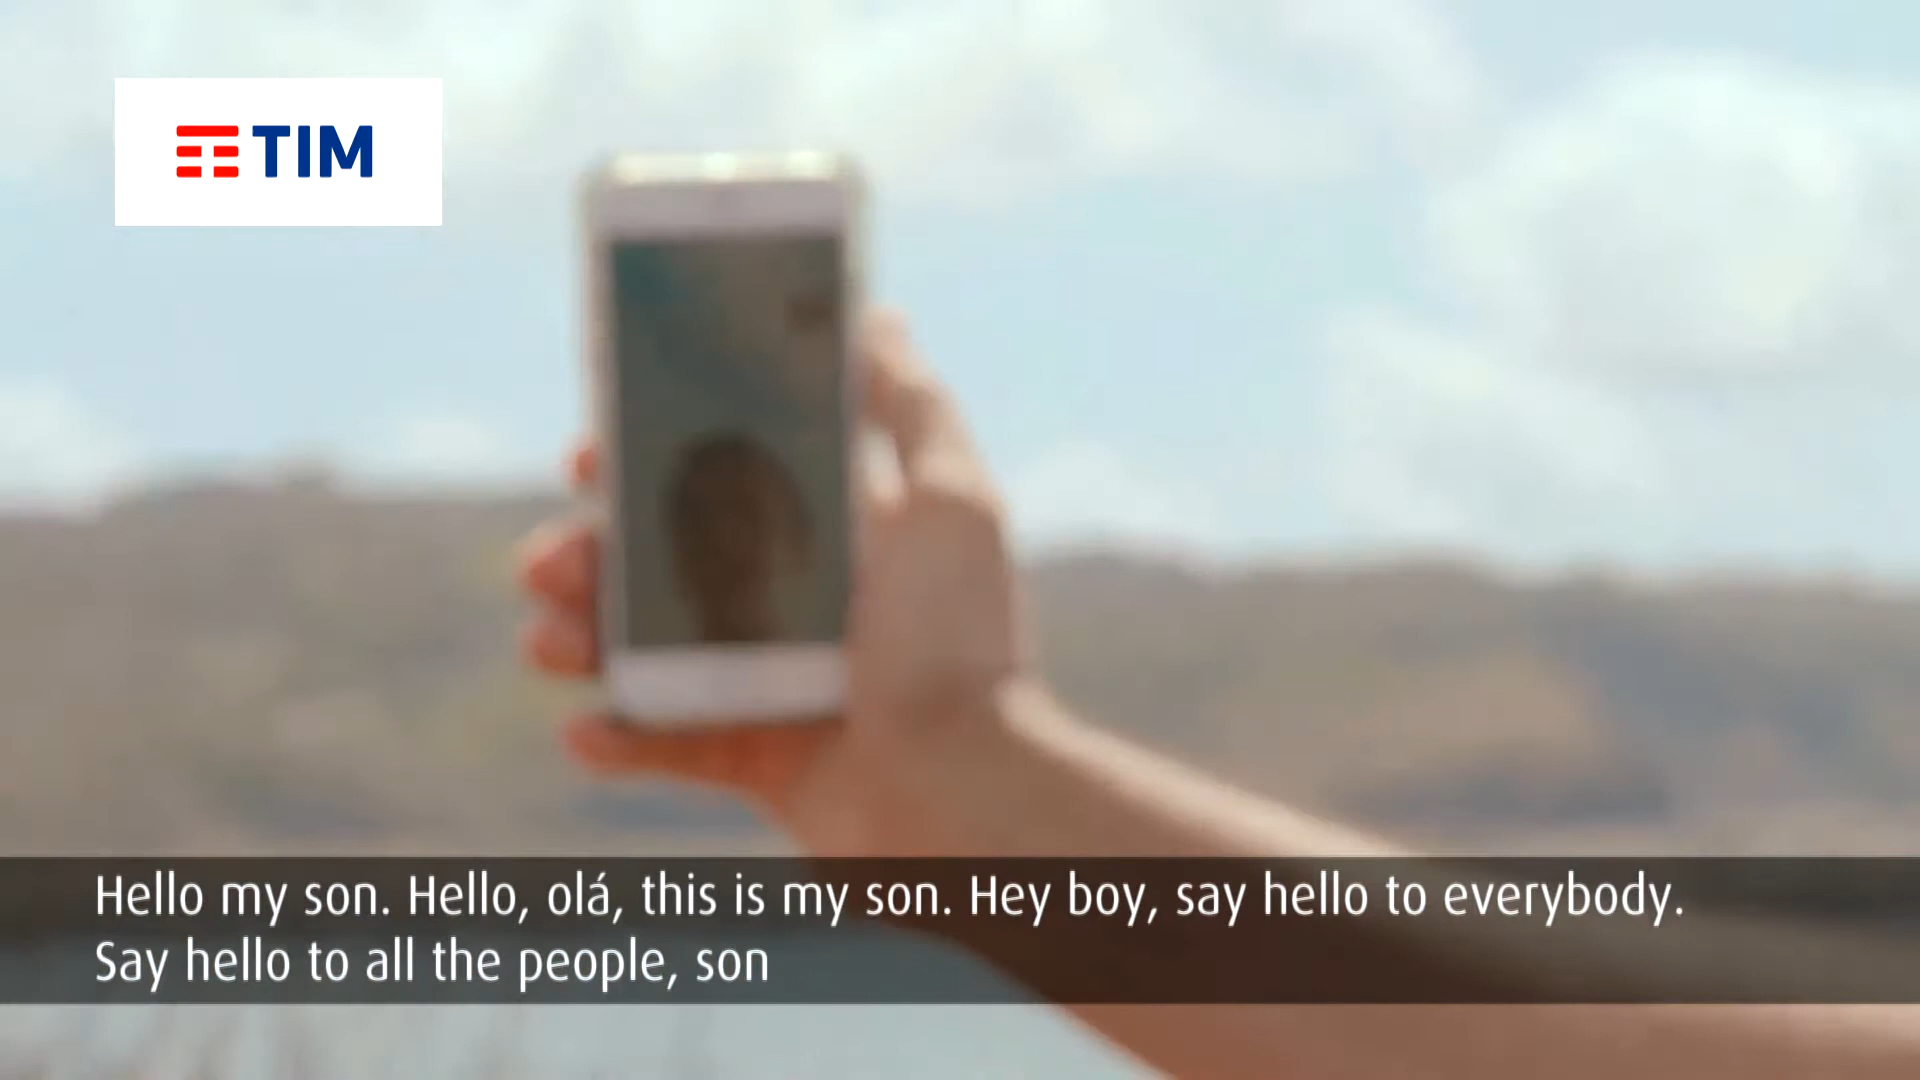 TIM
Hello my son. Hello, olá, this is my son. Hey boy, say hello to everybody.
Say hello to all the people, son